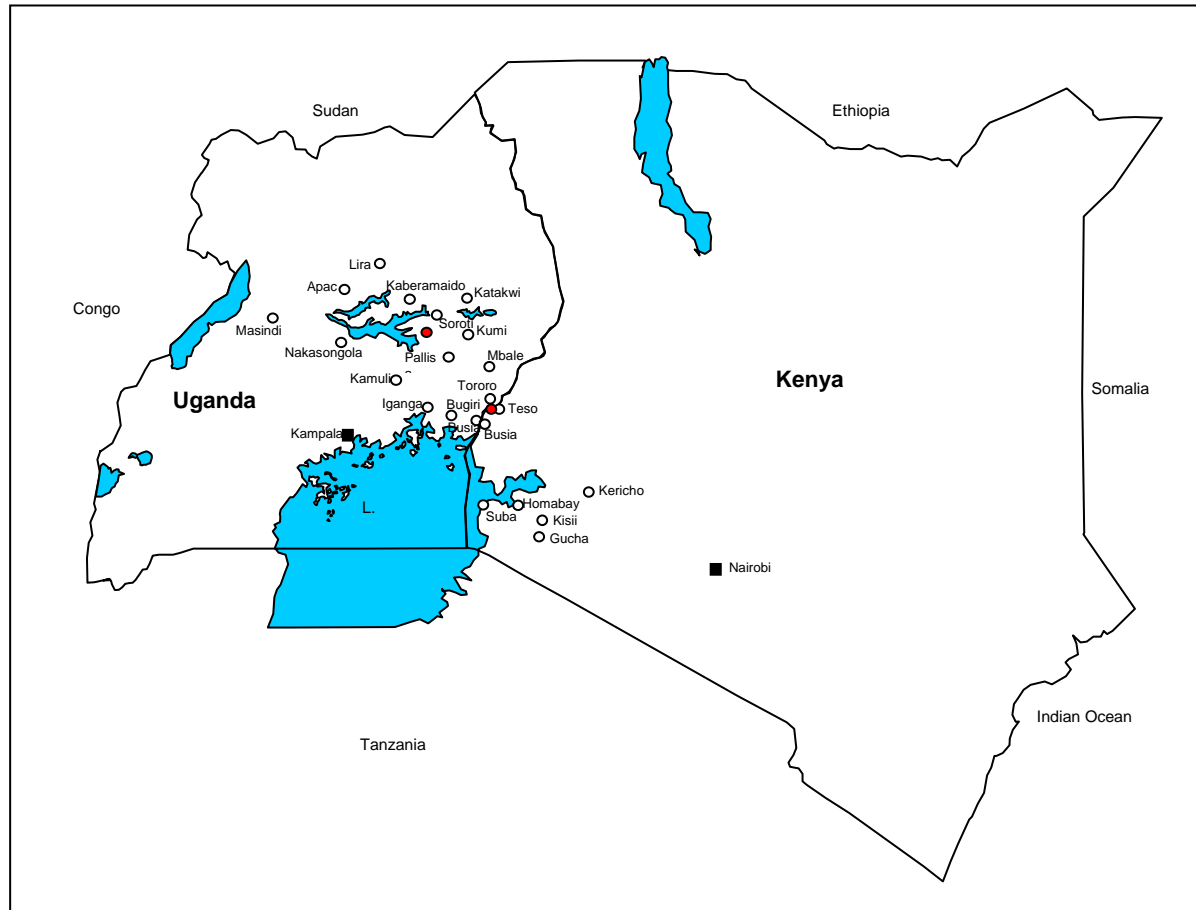 Sudan
Ethiopia
Lira
Apac
Kaberamaido
Katakwi
Congo
Masindi
Soroti
Kumi
Nakasongola
Pallis
Mbale
Kamuli
Kenya
Somalia
Uganda
Tororo
Iganga
Bugiri
Teso
Busia
Busia
Kampala
Kericho
Homabay
L.
Suba
Kisii
Gucha
Nairobi
Indian Ocean
Tanzania